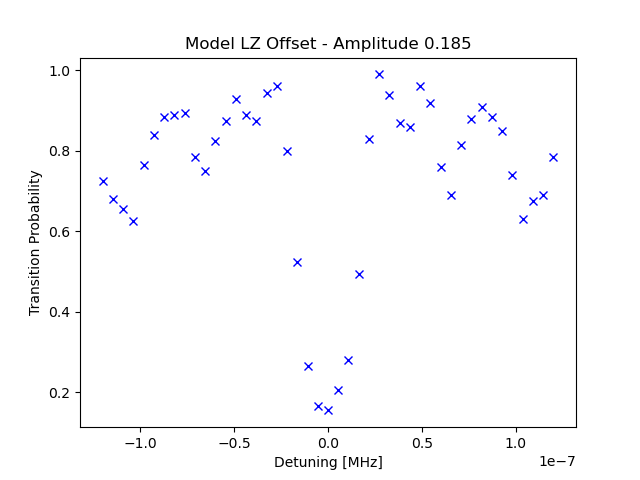 Model LZ Offset - Amplitude 0.185
1.0
0.8
0.6
0.4
0.2
Transition Probability
−1.0 −0.5 0.0 0.5 1.0
1e−7
Detuning [MHz]